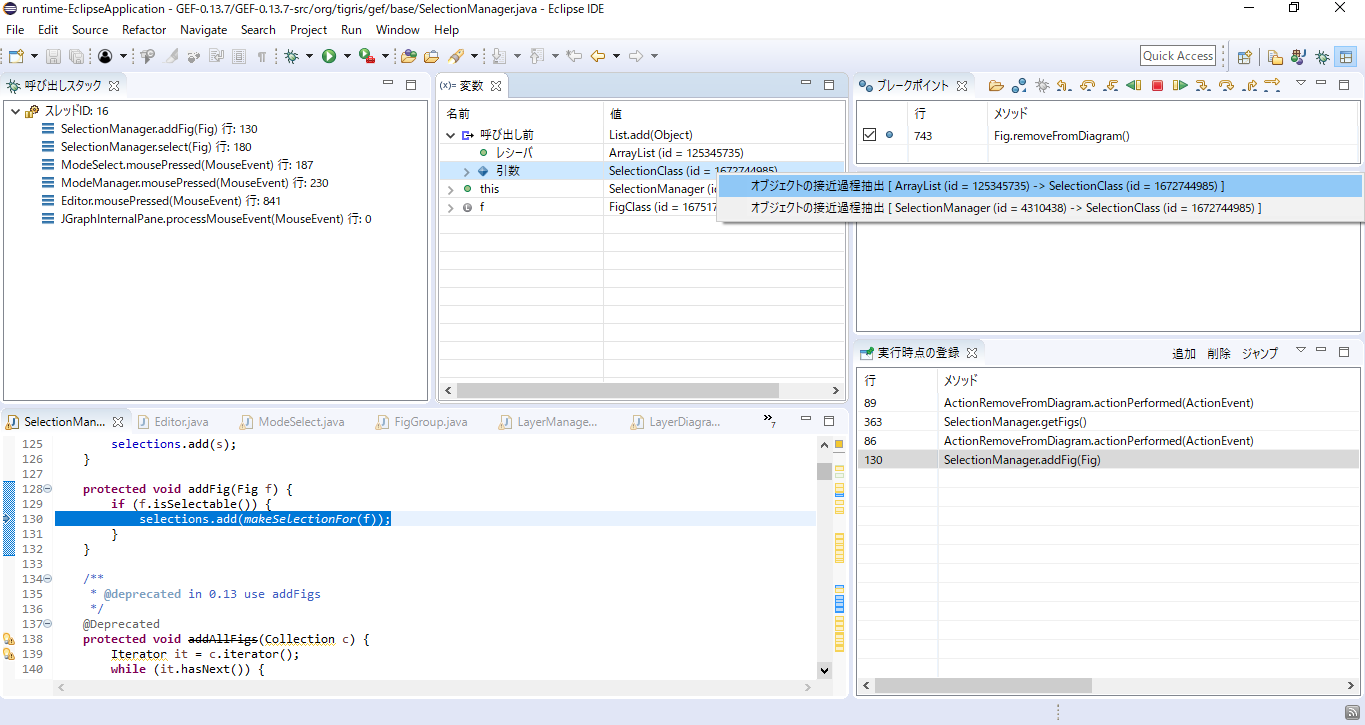 runtime-EclipseApplication - GEF-0.13.7/GEF-0.13.7-src/org/tigris/gef/base/SelectionManager.java - Eclipse IDE
File Edit Source Refactor Navigate Search Project Run Window Help
Quick Access
呼び出しスタック
スレッドID: 16
SelectionManager.addFig(Fig) 行: 130
SelectionManager.select(Fig) 行: 180
ModeSelect.mousePressed(MouseEvent) 行: 187
ModeManager.mousePressed(MouseEvent) 行: 230
Editor.mousePressed(MouseEvent) 行: 841
JGraphInternalPane.processMouseEvent(MouseEvent) 行: 0
(x)= 変数
名前 値
呼び出し前 List.add(Object)
レシーバ ArrayList (id = 125345735)
引数 SelectionClass (id = 1672744985)
this SelectionManager (i
f FigClass (id = 16751
オブジェクトの接近過程抽出 [ ArrayList (id = 125345735) -> SelectionClass (id = 1672744985) ]
オブジェクトの接近過程抽出 [ SelectionManager (id = 4310438) -> SelectionClass (id = 1672744985) ]
ブレークポイント
行 メソッド
743 Fig.removeFromDiagram()
実行時点の登録 追加 削除 ジャンプ
行 メソッド
89 ActionRemoveFromDiagram.actionPerformed(ActionEvent)
363 SelectionManager.getFigs()
86 ActionRemoveFromDiagram.actionPerformed(ActionEvent)
130 SelectionManager.addFig(Fig)
SelectionMan... Editor.java ModeSelect.java FigGroup.java LayerManage... LayerDiagra... »7
125 selections.add(s);
126 }
127
128 protected void addFig(Fig f) {
129 if (f.isSelectable()) {
130 selections.add(makeSelectionFor(f));
131 }
132 }
133
134 /**
135 * @deprecated in 0.13 use addFigs
136 */
137 @Deprecated
138 protected void addAllFigs(Collection c) {
139 Iterator it = c.iterator();
140 while (it.hasNext()) {